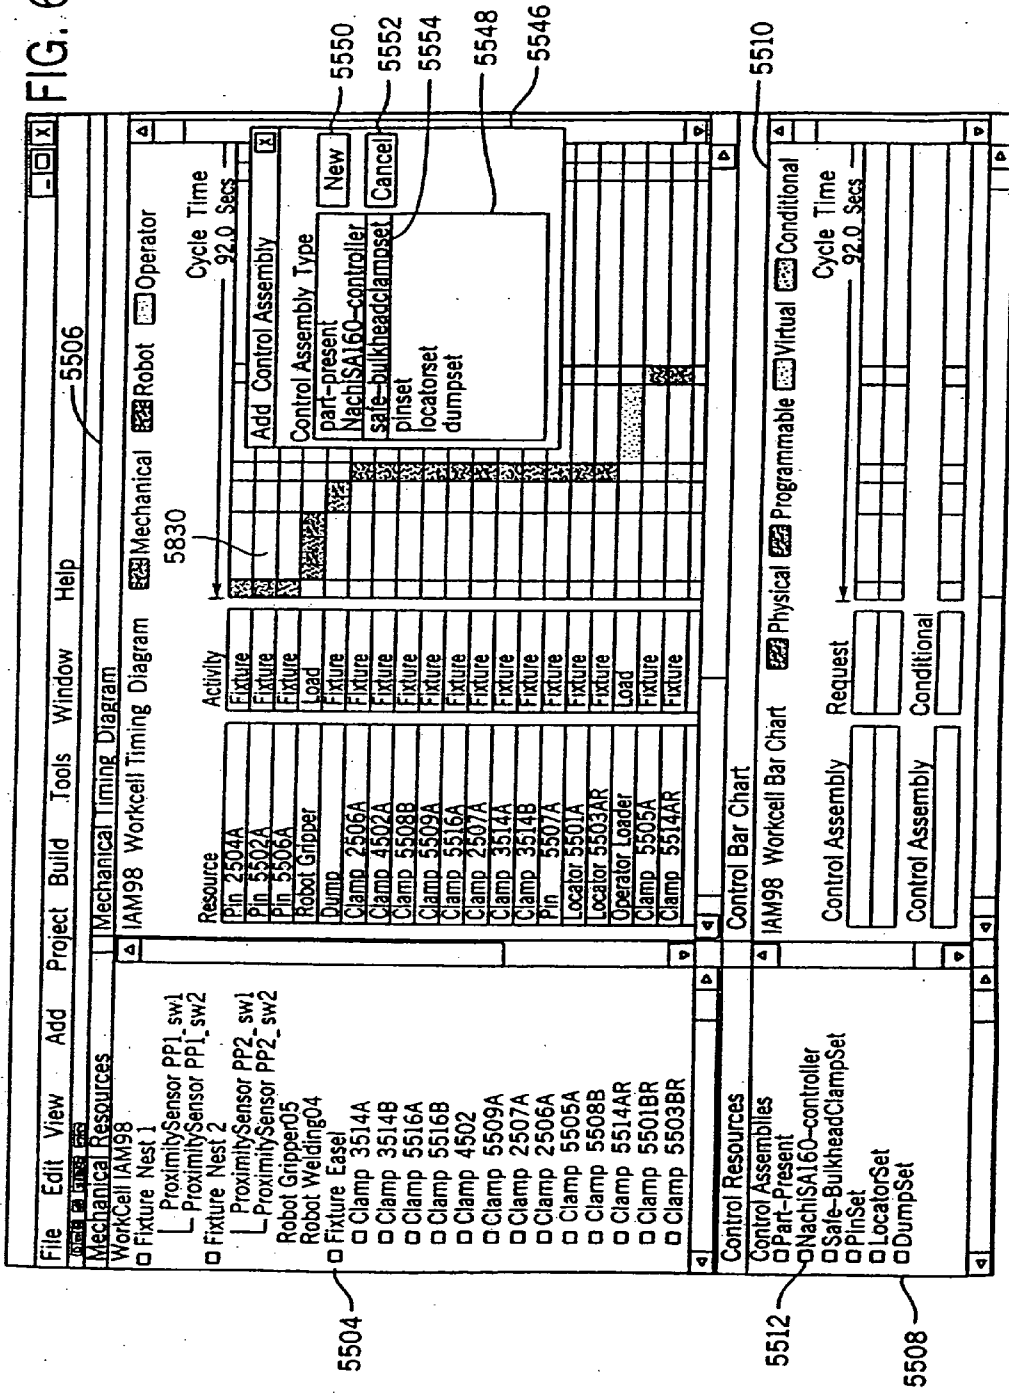 FIG. 6
File Edit View Add Project Build Tools Window Help
5506
Mechanical Resources
WorkCell IAM98
Fixture Nest 1
ProximitySensor PP1_sw1
ProximitySensor PP1_sw2
Fixture Nest 2
ProximitySensor PP2_sw1
ProximitySensor PP2_sw2
Robot Gripper05
Robot Welding04
Fixture Easel
Clamp 3514A
Clamp 3514B
Clamp 5516A
Clamp 5516B
Clamp 4502
Clamp 5509A
Clamp 2507A
Clamp 2506A
Clamp 5505A
Clamp 5508B
Clamp 5514AR
Clamp 5501BR
Clamp 5503BR
5504
Mechanical Timing Diagram
IAM98 Workcell Timing Diagram Mechanical Robot Operator
5830
Cycle Time
92.0 Secs
Resource Activity
Pin 2504A Fixture
Pin 5502A Fixture
Pin 5506A Fixture
Robot Gripper Load
Dump Fixture
Clamp 2506A Fixture
Clamp 4502A Fixture
Clamp 5508B Fixture
Clamp 5509A Fixture
Clamp 5516A Fixture
Clamp 2507A Fixture
Clamp 3514A Fixture
Clamp 3514B Fixture
Pin 5507A Fixture
Locator 5501A Fixture
Locator 5503AR Fixture
Operator Loader Load
Clamp 5505A Fixture
Clamp 5514AR Fixture
Add Control Assembly X
Control Assembly Type
part-present
NachiSA160-controller
safe-bulkheadclampset
pinset
locatorset
dumpset
New
Cancel
5550
5552
5554
5548
5546
Control Resources
Control Assemblies
Part-Present
NachiSA160-controller
Safe-BulkheadClampSet
PinSet
LocatorSet
DumpSet
5512
5508
Control Bar Chart
5510
IAM98 Workcell Bar Chart Physical Programmable Virtual Conditional
Cycle Time
92.0 Secs
Control Assembly Request
Control Assembly Conditional